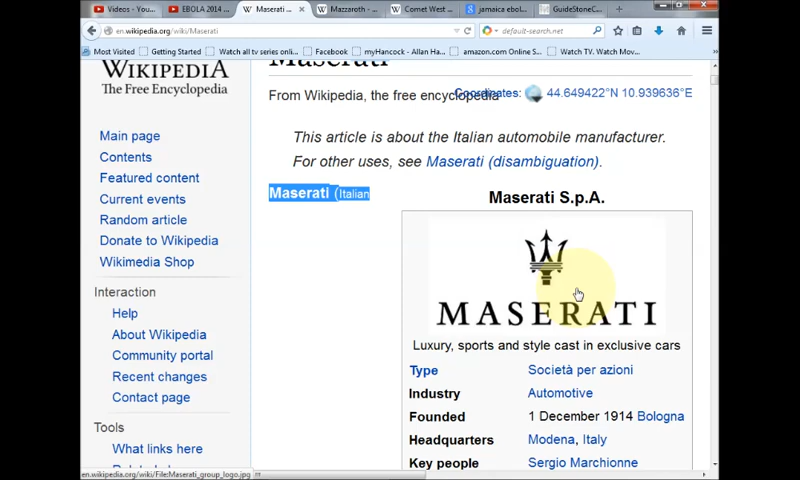 Videos - You...
EBOLA 2014 ...
Maserati ...
Mazzaroth - ...
Comet West ...
jamaica ebol...
GuideStoneC...
en.wikipedia.org/wiki/Maserati
default-search.net
Most Visited
Getting Started
Watch all tv series onli...
Facebook
myHancock - Allan Ha...
amazon.com Online S...
Watch TV. Watch Mov...
WIKIPEDIA
The Free Encyclopedia
Main page
Contents
Featured content
Current events
Random article
Donate to Wikipedia
Wikimedia Shop
Interaction
Help
About Wikipedia
Community portal
Recent changes
Contact page
Tools
What links here
Maserati
From Wikipedia, the free encyclopedia
Coordinates: 44.649422°N 10.939636°E
This article is about the Italian automobile manufacturer.
For other uses, see Maserati (disambiguation).
Maserati (Italian
Maserati S.p.A.
MASERATI
Luxury, sports and style cast in exclusive cars
Type Società per azioni
Industry Automotive
Founded 1 December 1914 Bologna
Headquarters Modena, Italy
Key people Sergio Marchionne
en.wikipedia.org/wiki/File:Maserati_group_logo.jpg